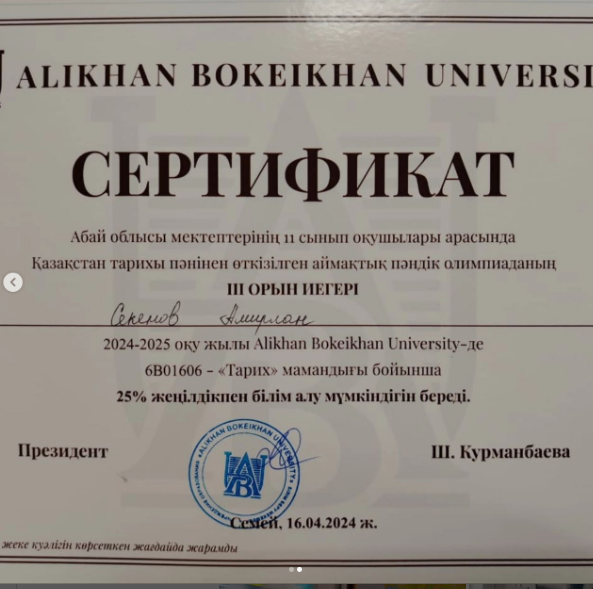 ALIKHAN BOKEIKHAN UNIVERSI
СЕРТИФИКАТ
Абай облысы мектептерінің 11 сынып оқушылары арасында
Қазақстан тарихы пәнінен өткізілген аймақтық пәндік олимпиаданың
III ОРЫН ИЕГЕРІ
Секенов Амирлан
2024-2025 оқу жылы Alikhan Bokeikhan University-де
6В01606 – «Тарих» мамандығы бойынша
25% жеңілдікпен білім алу мүмкіндігін береді.
Президент Ш. Курманбаева
ALIKHAN BOKEIKHAN UNIVERSITY
Семей, 16.04.2024 ж.
жеке куәлігін көрсеткен жағдайда жарамды